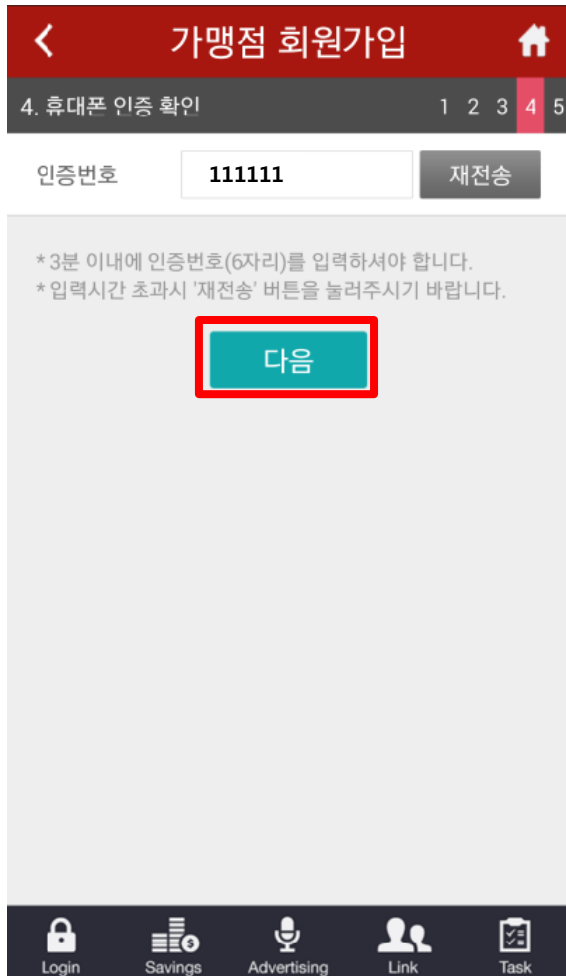 가맹점 회원가입
4. 휴대폰 인증 확인 1 2 3 4 5
인증번호 111111 재전송
* 3분 이내에 인증번호(6자리)를 입력하셔야 합니다.
* 입력시간 초과시 '재전송' 버튼을 눌러주시기 바랍니다.
다음
Login Savings Advertising Link Task